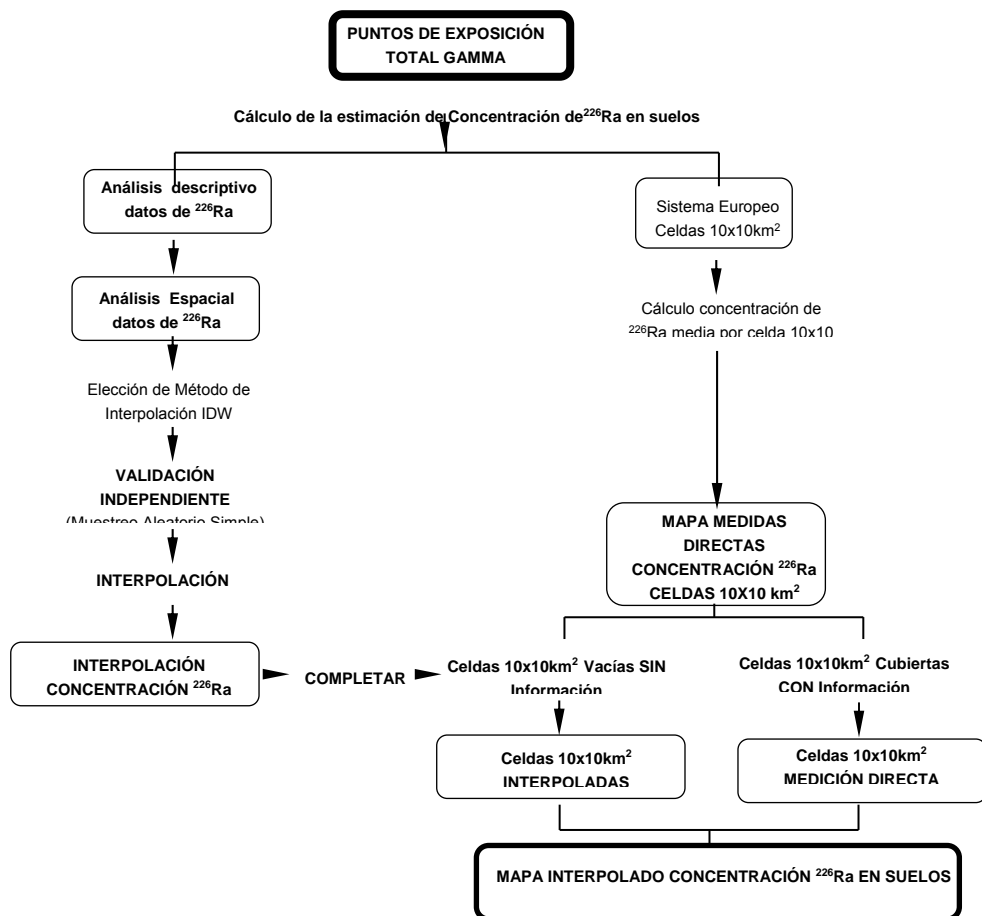 PUNTOS DE EXPOSICIÓN
TOTAL GAMMA
Cálculo de la estimación de Concentración de ²²⁶Ra en suelos
Análisis descriptivo
datos de ²²⁶Ra
Análisis Espacial
datos de ²²⁶Ra
Elección de Método de
Interpolación IDW
VALIDACIÓN
INDEPENDIENTE
(Muestreo Aleatorio Simple)
INTERPOLACIÓN
INTERPOLACIÓN
CONCENTRACIÓN ²²⁶Ra
COMPLETAR
Sistema Europeo
Celdas 10x10km²
Cálculo concentración de
²²⁶Ra media por celda 10x10
MAPA MEDIDAS
DIRECTAS
CONCENTRACIÓN ²²⁶Ra
CELDAS 10X10 km²
Celdas 10x10km² Vacías SIN
Información
Celdas 10x10km² Cubiertas
CON Información
Celdas 10x10km²
INTERPOLADAS
Celdas 10x10km²
MEDICIÓN DIRECTA
MAPA INTERPOLADO CONCENTRACIÓN ²²⁶Ra EN SUELOS